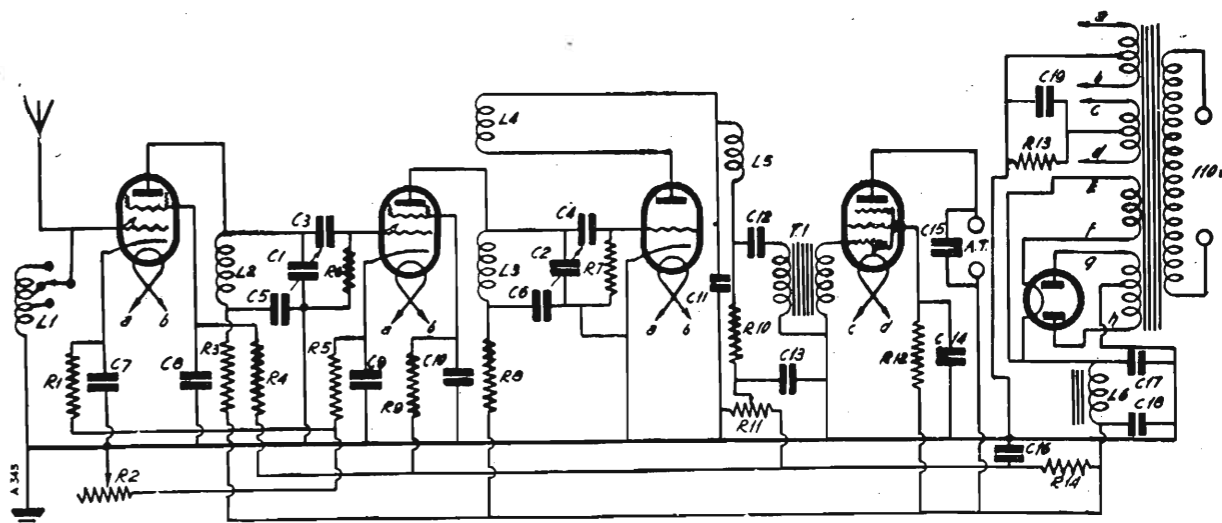 a
b
c
d
E
f
g
h
110v
C19
R13
L4
L5
C3
C1
L2
C5
R6
C4
C2
L3
C6
R7
C12
T.1
C15
A.T.
C11
R10
C13
R11
R12
C14
L1
a
b
a
b
a
b
c
d
R1
C7
C8
R3
R4
R5
C9
R9
C10
R8
L6
C17
C18
C16
R14
R2
A 345